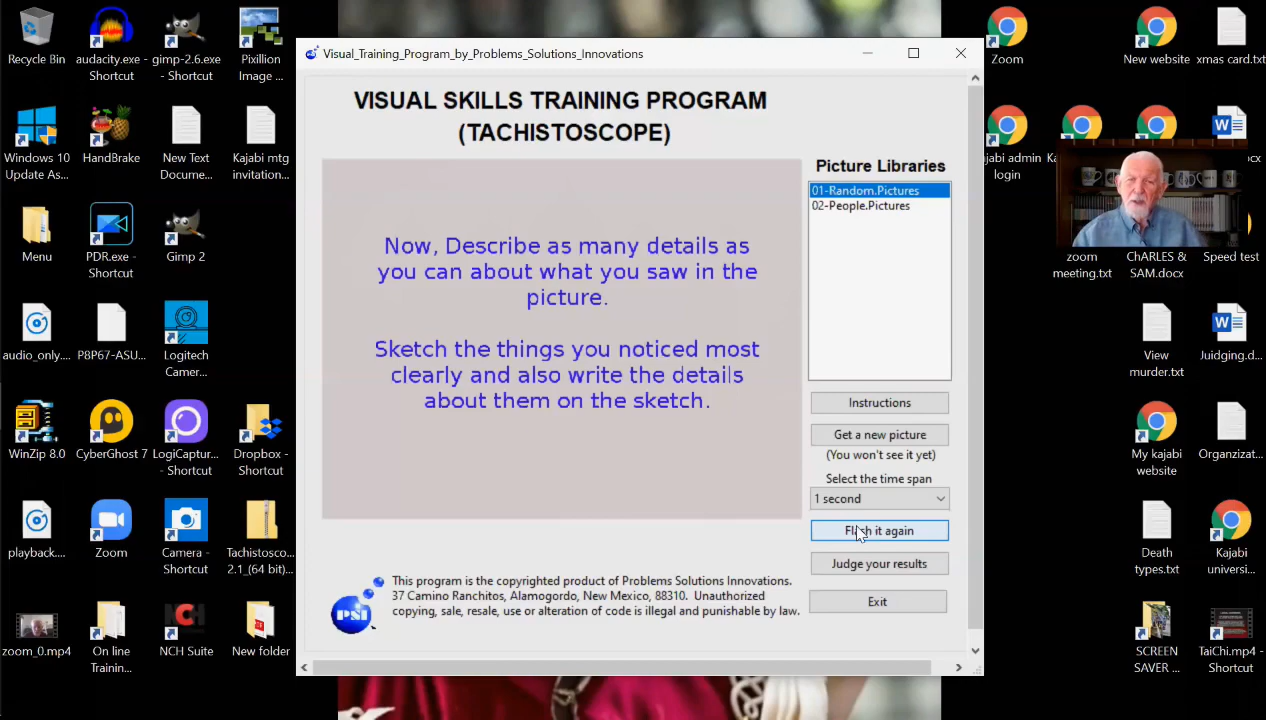 Recycle Bin
audacity.exe - Shortcut
gimp-2.6.exe - Shortcut
Pixillion Image ...
Zoom
New website
xmas card.txt
Windows 10 Update As...
HandBrake
New Text Docume...
Kajabi mtg invitation...
Kajabi admin login
Menu
PDR.exe - Shortcut
Gimp 2
zoom meeting.txt
ChARLES & SAM.docx
Speed test
audio_only....
P8P67-ASU...
Logitech Camer...
View murder.txt
Juidging.d...
WinZip 8.0
CyberGhost 7
LogiCaptur... - Shortcut
Dropbox - Shortcut
My kajabi website
Organzizat...
playback....
Zoom
Camera - Shortcut
Tachistosco... 2.1_(64 bit)...
Death types.txt
Kajabi universi...
zoom_0.mp4
On line Trainin...
NCH Suite
New folder
SCREEN SAVER ...
TaiChi.mp4 - Shortcut
Visual_Training_Program_by_Problems_Solutions_Innovations
VISUAL SKILLS TRAINING PROGRAM
(TACHISTOSCOPE)
Now, Describe as many details as
you can about what you saw in the
picture.
Sketch the things you noticed most
clearly and also write the details
about them on the sketch.
Picture Libraries
01-Random.Pictures
02-People.Pictures
Instructions
Get a new picture
(You won't see it yet)
Select the time span
1 second
Flash it again
Judge your results
Exit
PSI
This program is the copyrighted product of Problems Solutions Innovations.
37 Camino Ranchitos, Alamogordo, New Mexico, 88310. Unauthorized
copying, sale, resale, use or alteration of code is illegal and punishable by law.